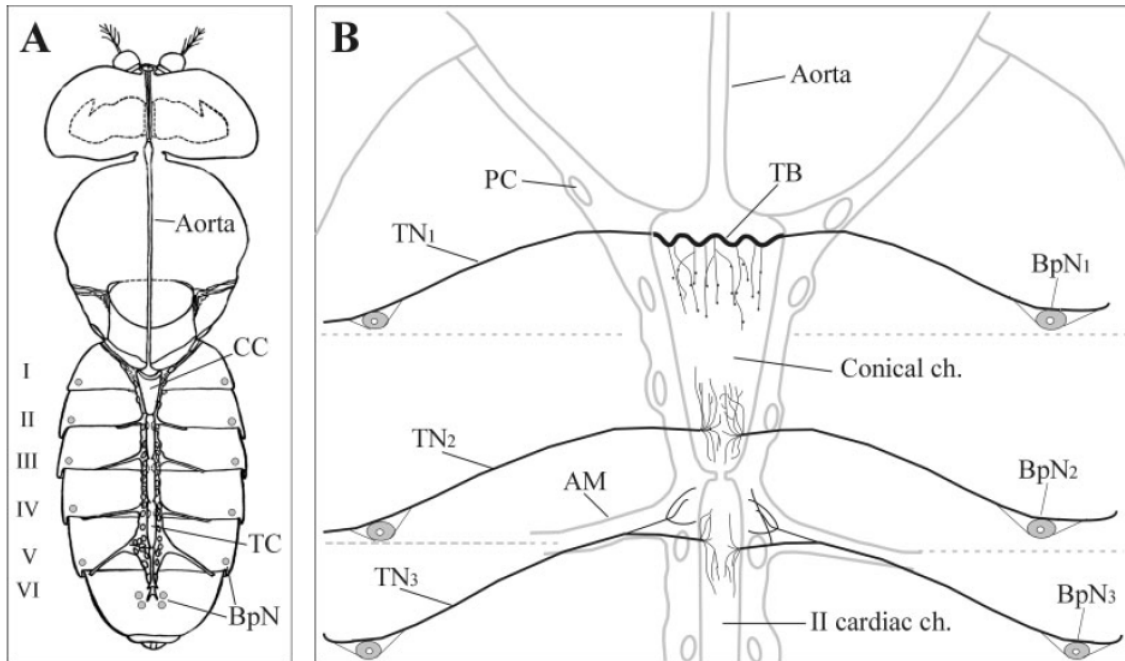 A
Aorta
CC
I
II
III
IV
V
VI
TC
BpN
B
Aorta
PC
TB
TN1
BpN1
Conical ch.
TN2
BpN2
AM
TN3
BpN3
II cardiac ch.